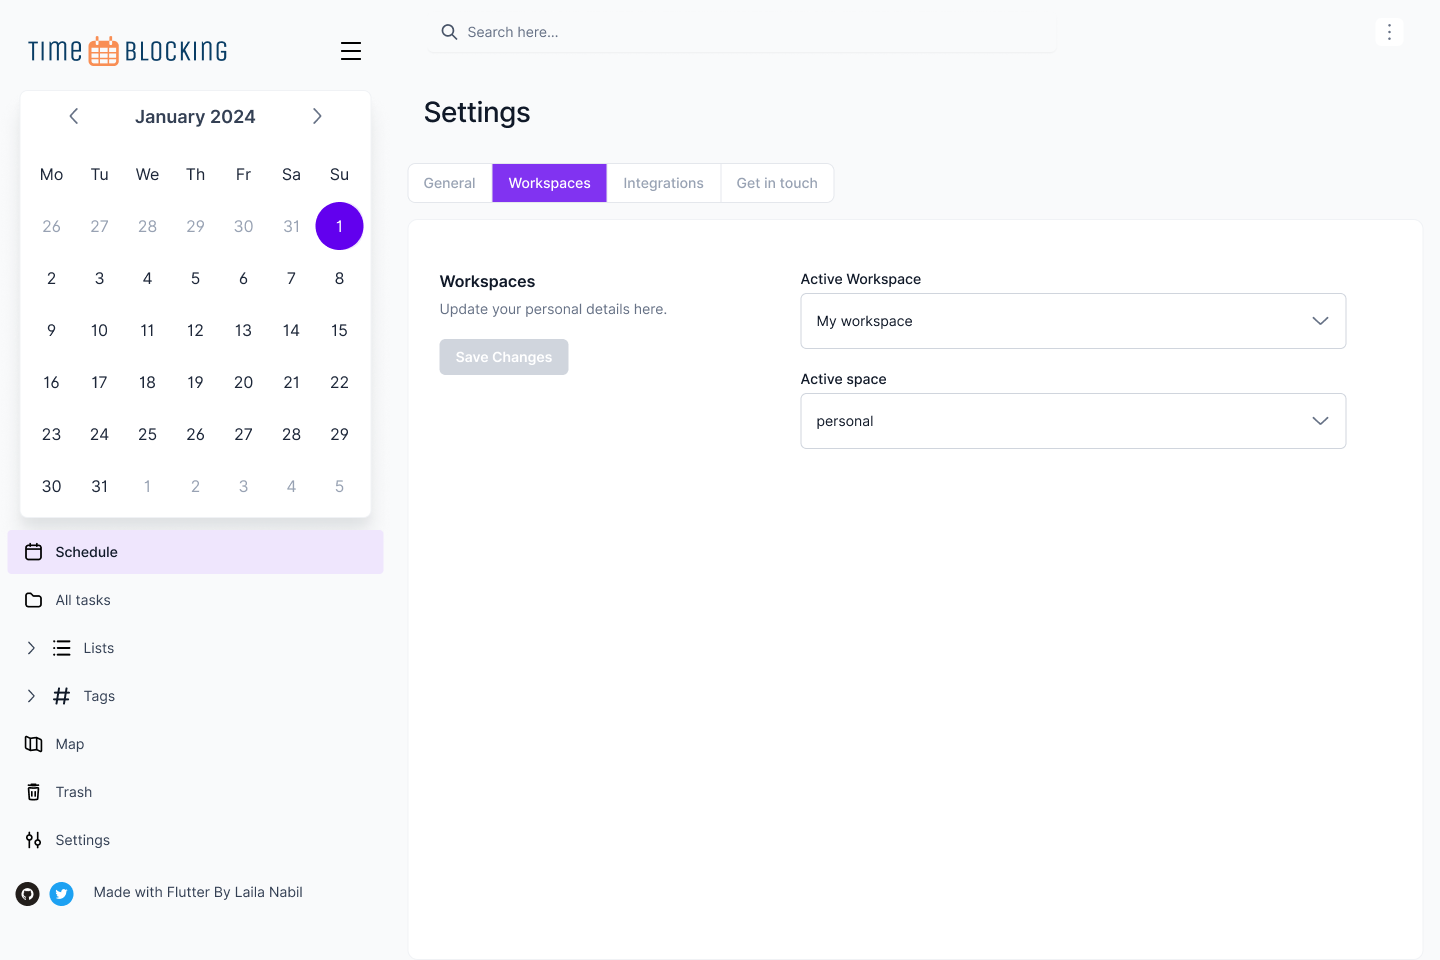 TIME BLOCKING
Search here...
January 2024
Mo Tu We Th Fr Sa Su
26 27 28 29 30 31 1
2 3 4 5 6 7 8
9 10 11 12 13 14 15
16 17 18 19 20 21 22
23 24 25 26 27 28 29
30 31 1 2 3 4 5
Schedule
All tasks
Lists
Tags
Map
Trash
Settings
Made with Flutter By Laila Nabil
Settings
General Workspaces Integrations Get in touch
Workspaces
Update your personal details here.
Save Changes
Active Workspace
My workspace
Active space
personal